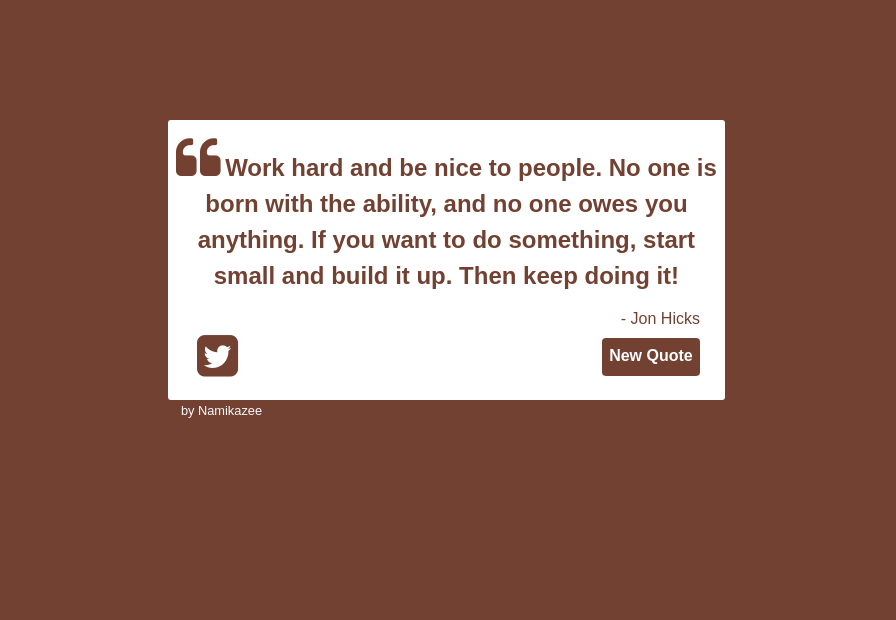 Work hard and be nice to people. No one is
born with the ability, and no one owes you
anything. If you want to do something, start
small and build it up. Then keep doing it!
- Jon Hicks
New Quote
by Namikazee